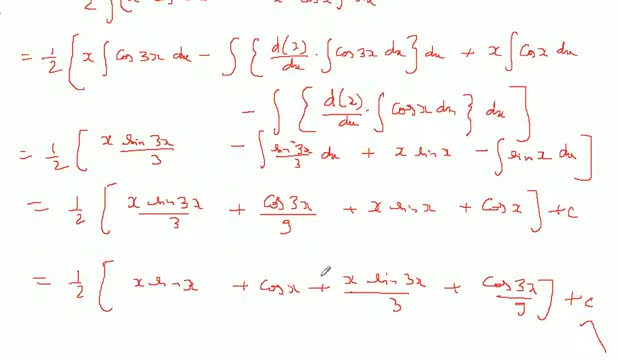 = 1/2 [ x ∫ cos 3x dx - ∫ { d(x)/dx . ∫ cos 3x dx } dx + x ∫ cos x dx
- ∫ { d(x)/dx . ∫ cos x dx } dx ]
= 1/2 [ x sin 3x/3 - ∫ sin 3x/3 dx + x sin x - ∫ sin x dx ]
= 1/2 [ x sin 3x/3 + cos 3x/9 + x sin x + cos x ] + c
= 1/2 [ x sin x + cos x + x sin 3x/3 + cos 3x/9 ] + c